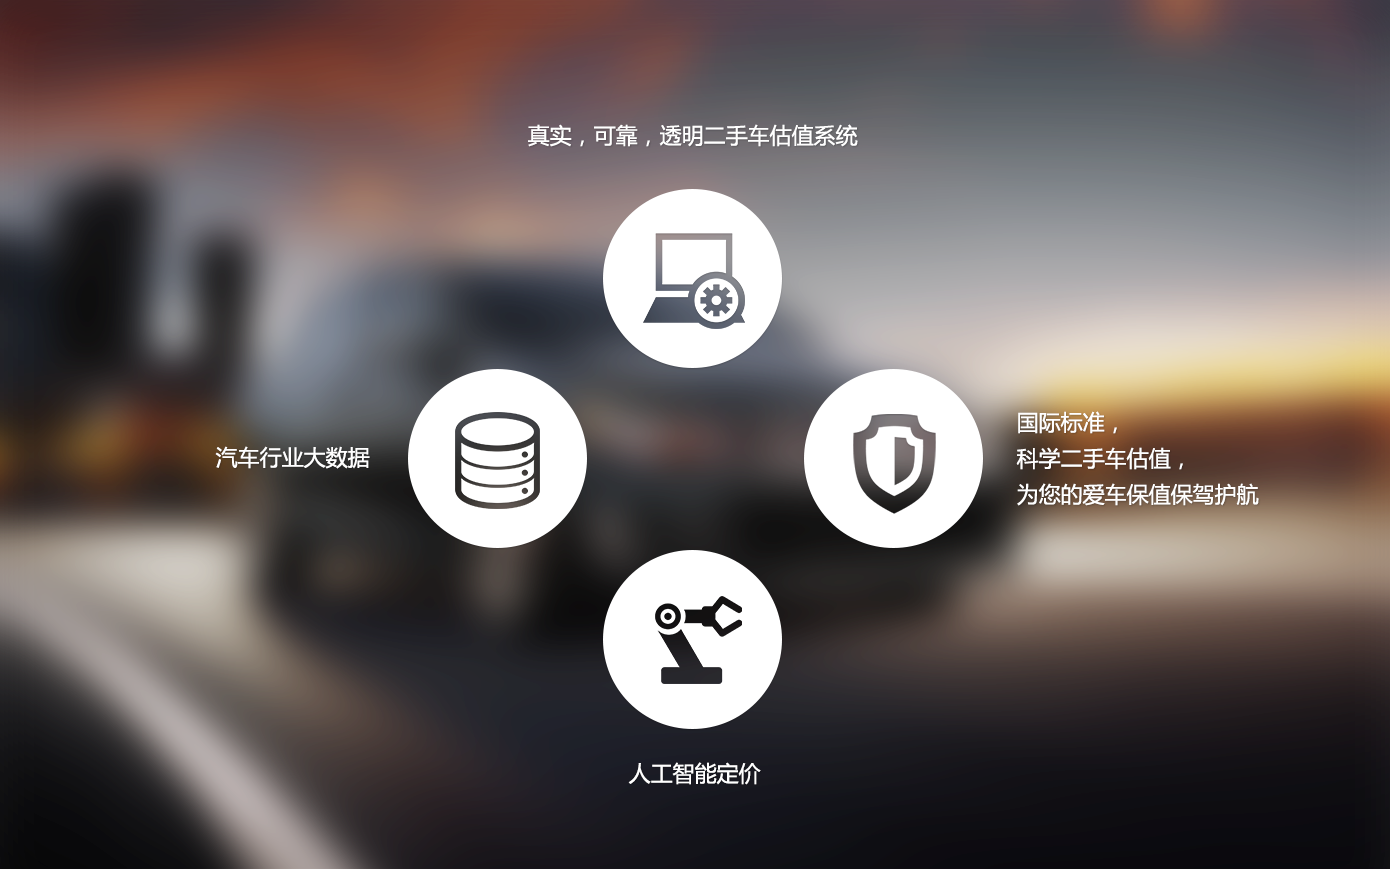 真实，可靠，透明二手车估值系统
汽车行业大数据
国际标准，
科学二手车估值，
为您的爱车保值保驾护航
人工智能定价